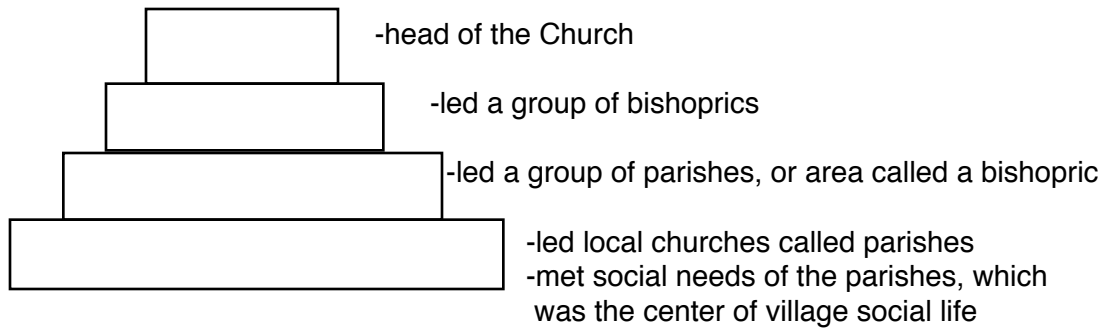 -head of the Church
-led a group of bishoprics
-led a group of parishes, or area called a bishopric
-led local churches called parishes
-met social needs of the parishes, which
was the center of village social life